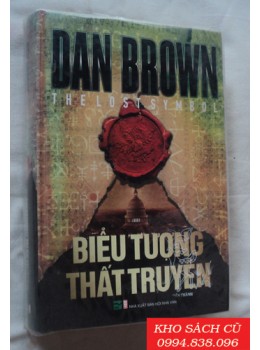 DAN BROWN
THE LOST SYMBOL
BIỂU TƯỢNG
THẤT TRUYỀN
KHO SÁCH CŨ
0994.838.096